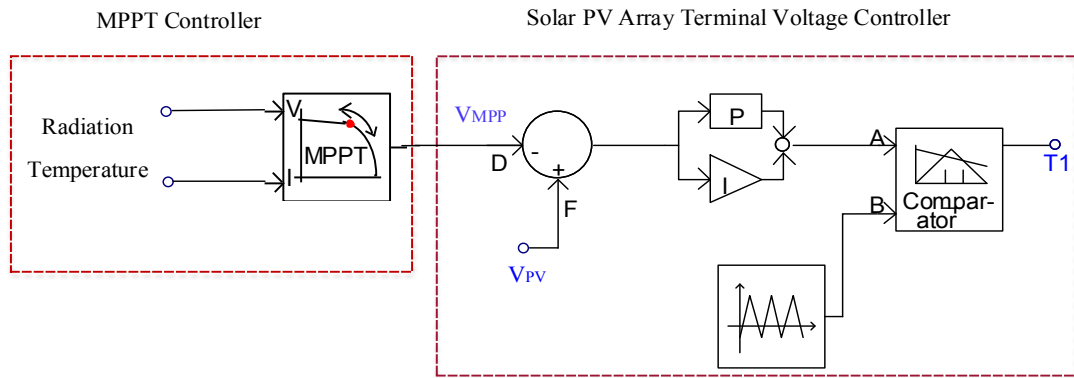 MPPT Controller
Solar PV Array Terminal Voltage Controller
Radiation
Temperature
V
MPPT
I
VMPP
D
-
+
F
VPV
P
I
A
B
Compar-
ator
T1